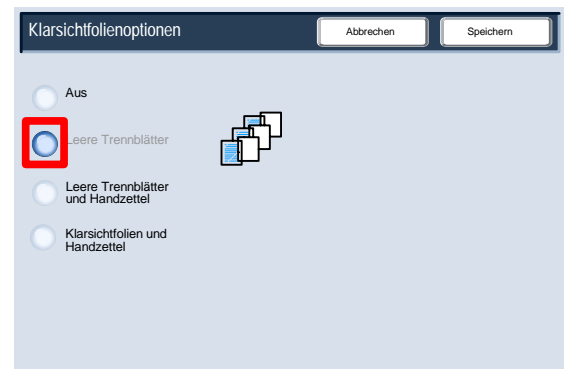 Klarsichtfolienoptionen
Abbrechen
Speichern
Aus
Leere Trennblätter
Leere Trennblätter
und Handzettel
Klarsichtfolien und
Handzettel